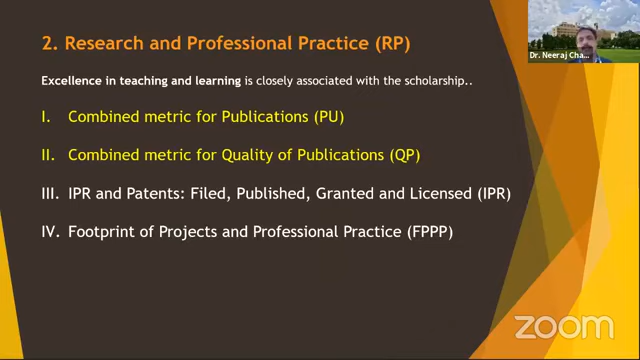 2. Research and Professional Practice (RP)
Dr. Neeraj Cha...
Excellence in teaching and learning is closely associated with the scholarship..
I. Combined metric for Publications (PU)
II. Combined metric for Quality of Publications (QP)
III. IPR and Patents: Filed, Published, Granted and Licensed (IPR)
IV. Footprint of Projects and Professional Practice (FPPP)
zoom